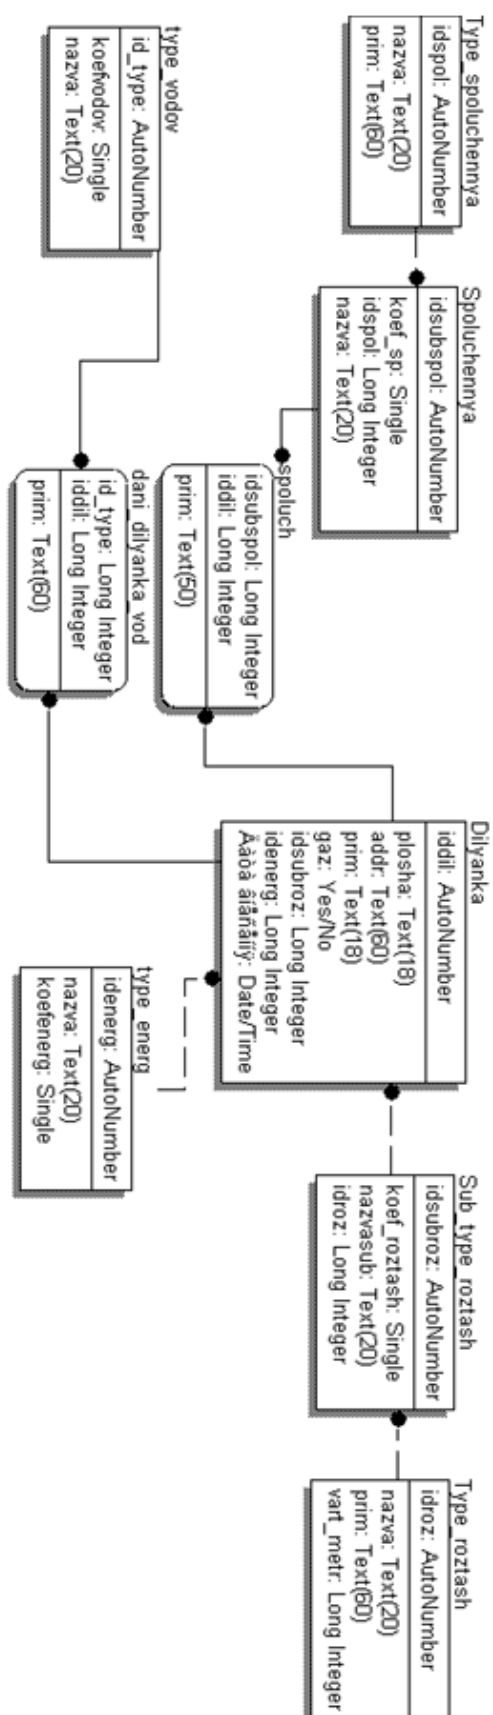 Type_spoluchennya
idspol: AutoNumber
nazva: Text(20)
prim: Text(60)
Spoluchennya
idsubspol: AutoNumber
koef_sp: Single
idspol: Long Integer
nazva: Text(20)
Dilyanka
iddil: AutoNumber
plosha: Text(18)
addr: Text(60)
prim: Text(18)
gaz: Yes/No
idsubroz: Long Integer
idenerg: Long Integer
: Date/Time
Sub_type_roztash
idsubroz: AutoNumber
koef_roztash: Single
nazvasub: Text(20)
idroz: Long Integer
Type_roztash
idroz: AutoNumber
nazva: Text(20)
prim: Text(60)
vart_metr: Long Integer
spoluch
idsubspol: Long Integer
iddil: Long Integer
prim: Text(50)
type_vodov
id_type: AutoNumber
koefvodov: Single
nazva: Text(20)
dani_dilyanka_vod
id_type: Long Integer
iddil: Long Integer
prim: Text(60)
type_energ
idenerg: AutoNumber
nazva: Text(20)
koefenerg: Single